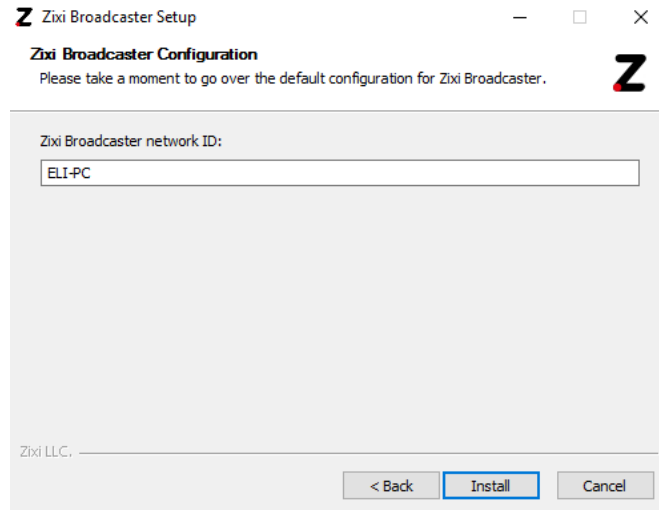 Zixi Broadcaster Setup
Zixi Broadcaster Configuration
Please take a moment to go over the default configuration for Zixi Broadcaster.
Zixi Broadcaster network ID:
ELI-PC
Zixi LLC.
< Back
Install
Cancel